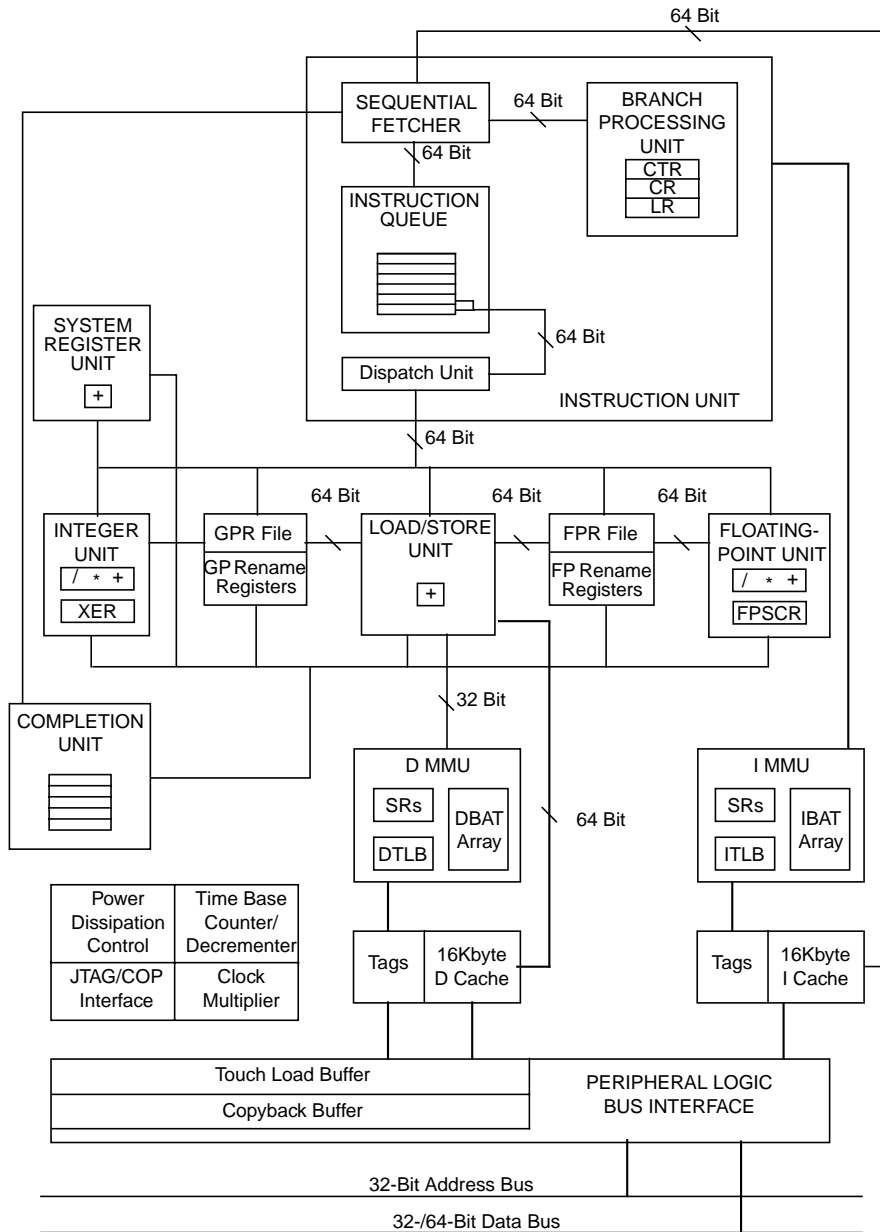 64 Bit
SEQUENTIAL
FETCHER
64 Bit
BRANCH
PROCESSING
UNIT
CTR
CR
LR
64 Bit
INSTRUCTION
QUEUE
64 Bit
Dispatch Unit
INSTRUCTION UNIT
SYSTEM
REGISTER
UNIT
+
64 Bit
INTEGER
UNIT
/ * +
XER
GPR File
GP Rename
Registers
64 Bit
LOAD/STORE
UNIT
+
64 Bit
FPR File
FP Rename
Registers
64 Bit
FLOATING-
POINT UNIT
/ * +
FPSCR
32 Bit
COMPLETION
UNIT
D MMU
SRs
DTLB
DBAT
Array
64 Bit
I MMU
SRs
ITLB
IBAT
Array
Power
Dissipation
Control
Time Base
Counter/
Decrementer
JTAG/COP
Interface
Clock
Multiplier
Tags
16Kbyte
D Cache
Tags
16Kbyte
I Cache
Touch Load Buffer
Copyback Buffer
PERIPHERAL LOGIC
BUS INTERFACE
32-Bit Address Bus
32-/64-Bit Data Bus